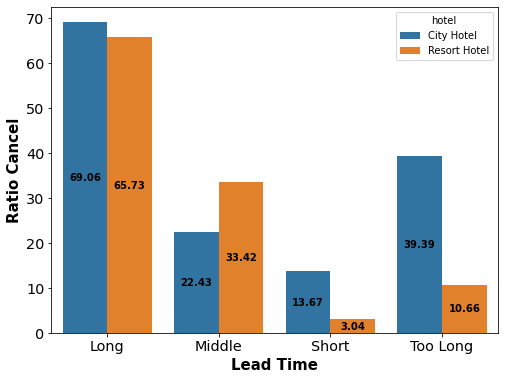 hotel
City Hotel
Resort Hotel
Ratio Cancel
70
60
50
40
30
20
10
0
69.06
65.73
22.43
33.42
13.67
3.04
39.39
10.66
Long
Middle
Short
Too Long
Lead Time